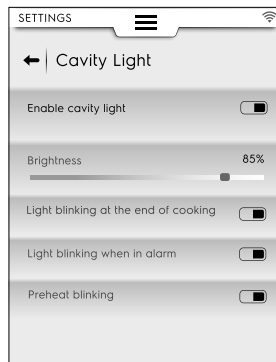 SETTINGS
Cavity Light
Enable cavity light
Brightness 85%
Light blinking at the end of cooking
Light blinking when in alarm
Preheat blinking